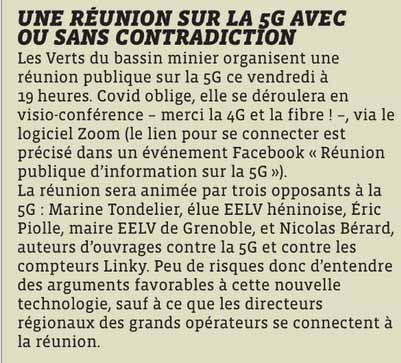 UNE RÉUNION SUR LA 5G AVEC
OU SANS CONTRADICTION
Les Verts du bassin minier organisent une
réunion publique sur la 5G ce vendredi à
19 heures. Covid oblige, elle se déroulera en
visio-conférence – merci la 4G et la fibre ! –, via le
logiciel Zoom (le lien pour se connecter est
précisé dans un événement Facebook « Réunion
publique d’information sur la 5G »).
La réunion sera animée par trois opposants à la
5G : Marine Tondelier, élue EELV héninoise, Éric
Piolle, maire EELV de Grenoble, et Nicolas Bérard,
auteurs d’ouvrages contre la 5G et contre les
compteurs Linky. Peu de risques donc d’entendre
des arguments favorables à cette nouvelle
technologie, sauf à ce que les directeurs
régionaux des grands opérateurs se connectent à
la réunion.